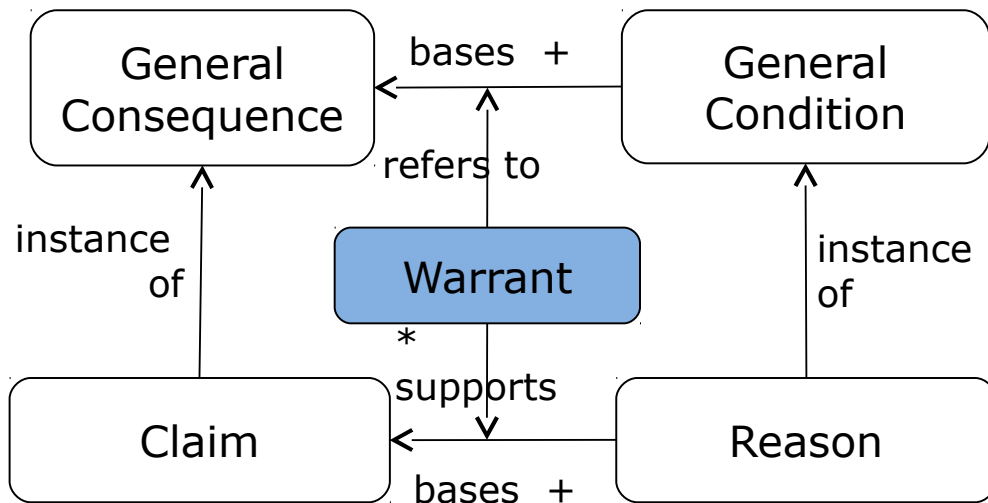 General
Consequence
bases +
General
Condition
refers to
instance
of
Warrant
instance
of
*
supports
Claim
Reason
bases +